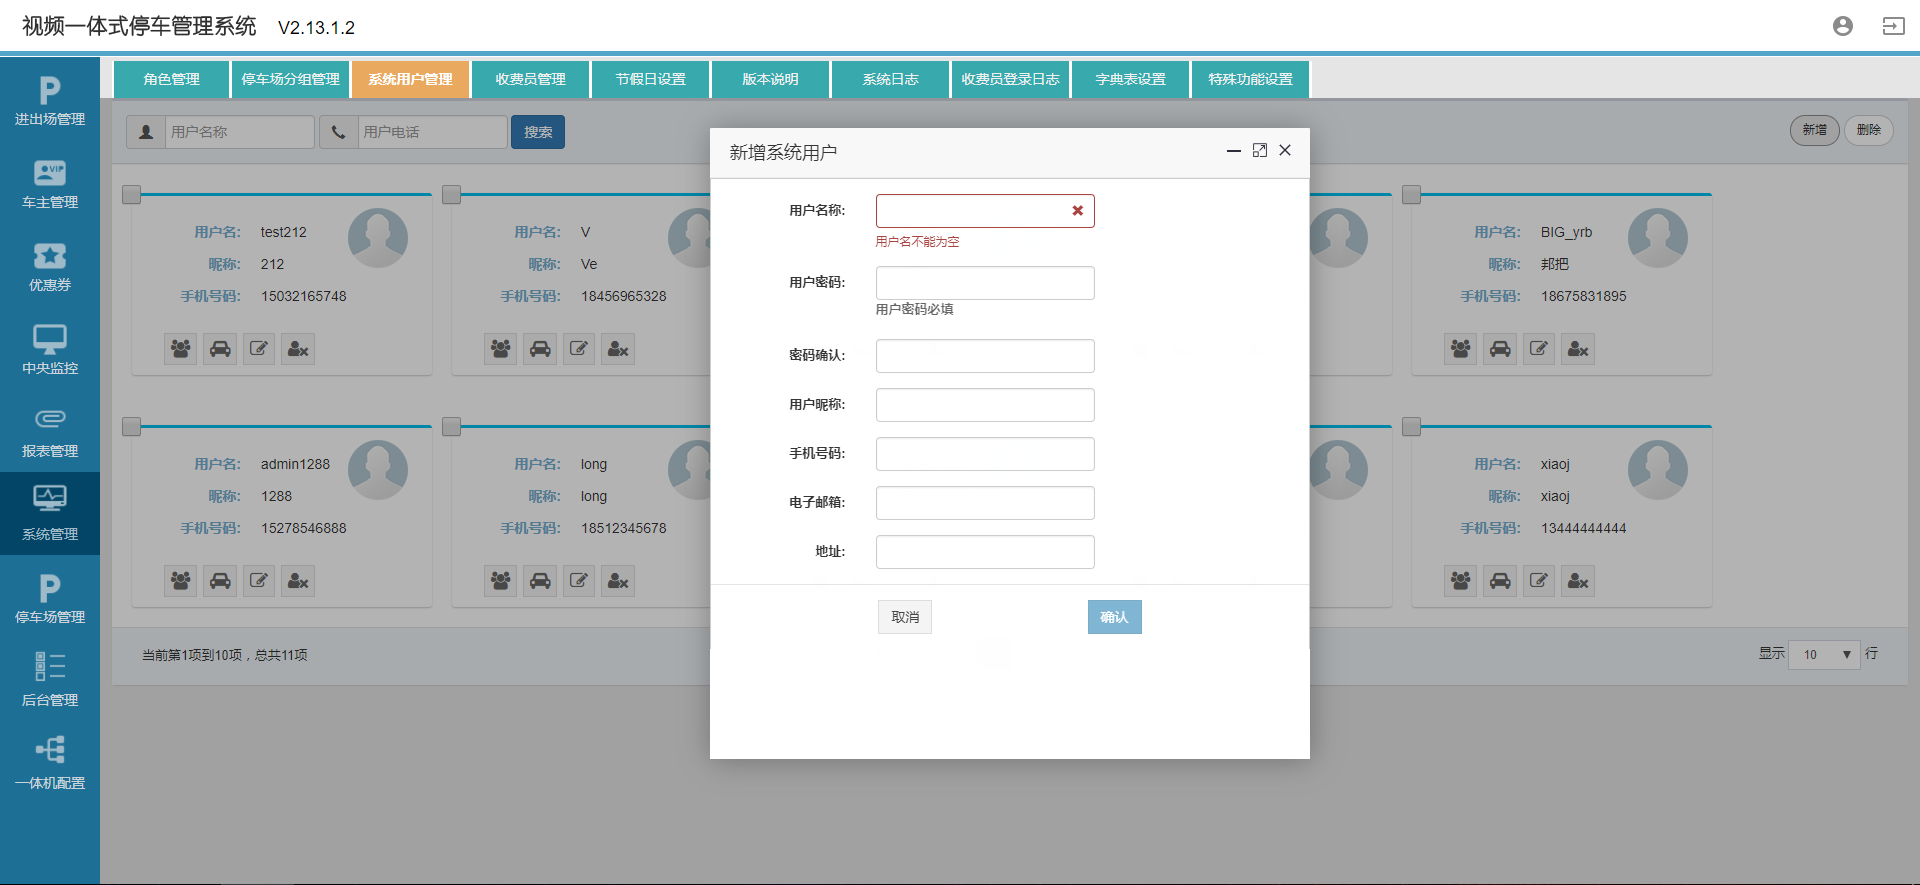 视频一体式停车管理系统 V2.13.1.2
角色管理 停车场分组管理 系统用户管理 收费员管理 节假日设置 版本说明 系统日志 收费员登录日志 字典表设置 特殊功能设置
进出场管理
车主管理
优惠券
中央监控
报表管理
系统管理
停车场管理
后台管理
一体机配置
用户名称 用户电话 搜索 新增 删除
用户名: test212
昵称: 212
手机号码: 15032165748
用户名: V
昵称: Ve
手机号码: 18456965328
用户名: BIG_yrb
昵称: 邦把
手机号码: 18675831895
用户名: admin1288
昵称: 1288
手机号码: 15278546888
用户名: long
昵称: long
手机号码: 18512345678
用户名: xiaoj
昵称: xiaoj
手机号码: 13444444444
当前第1项到10项，总共11项
显示 10 行
新增系统用户
用户名称:
用户名不能为空
用户密码:
用户密码必填
密码确认:
用户昵称:
手机号码:
电子邮箱:
地址:
取消 确认